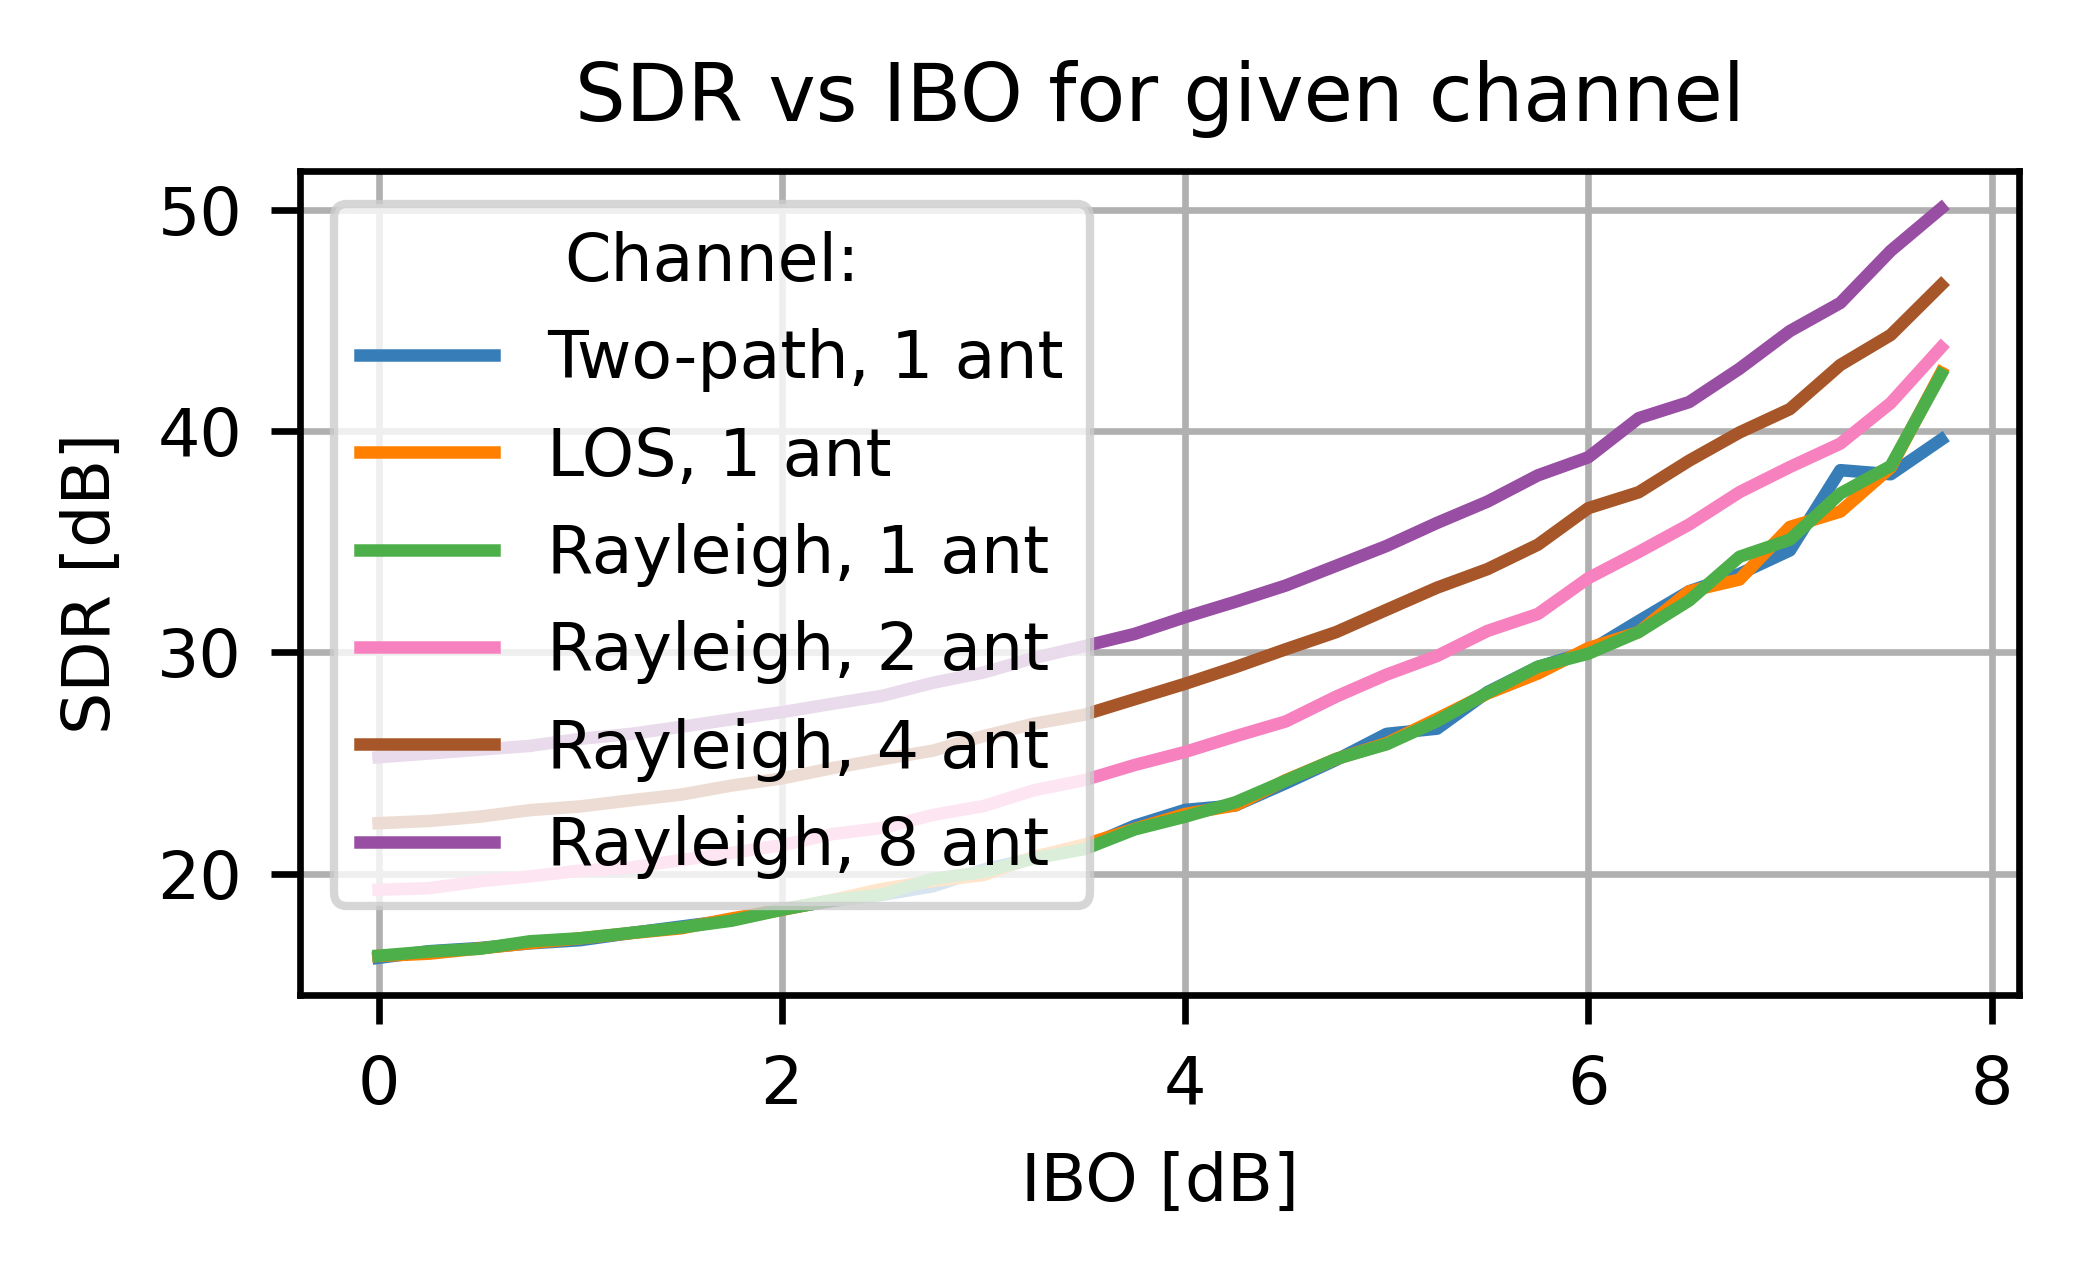 SDR vs IBO for given channel
SDR [dB]
50
40
30
20
Channel:
Two-path, 1 ant
LOS, 1 ant
Rayleigh, 1 ant
Rayleigh, 2 ant
Rayleigh, 4 ant
Rayleigh, 8 ant
0 2 4 6 8
IBO [dB]